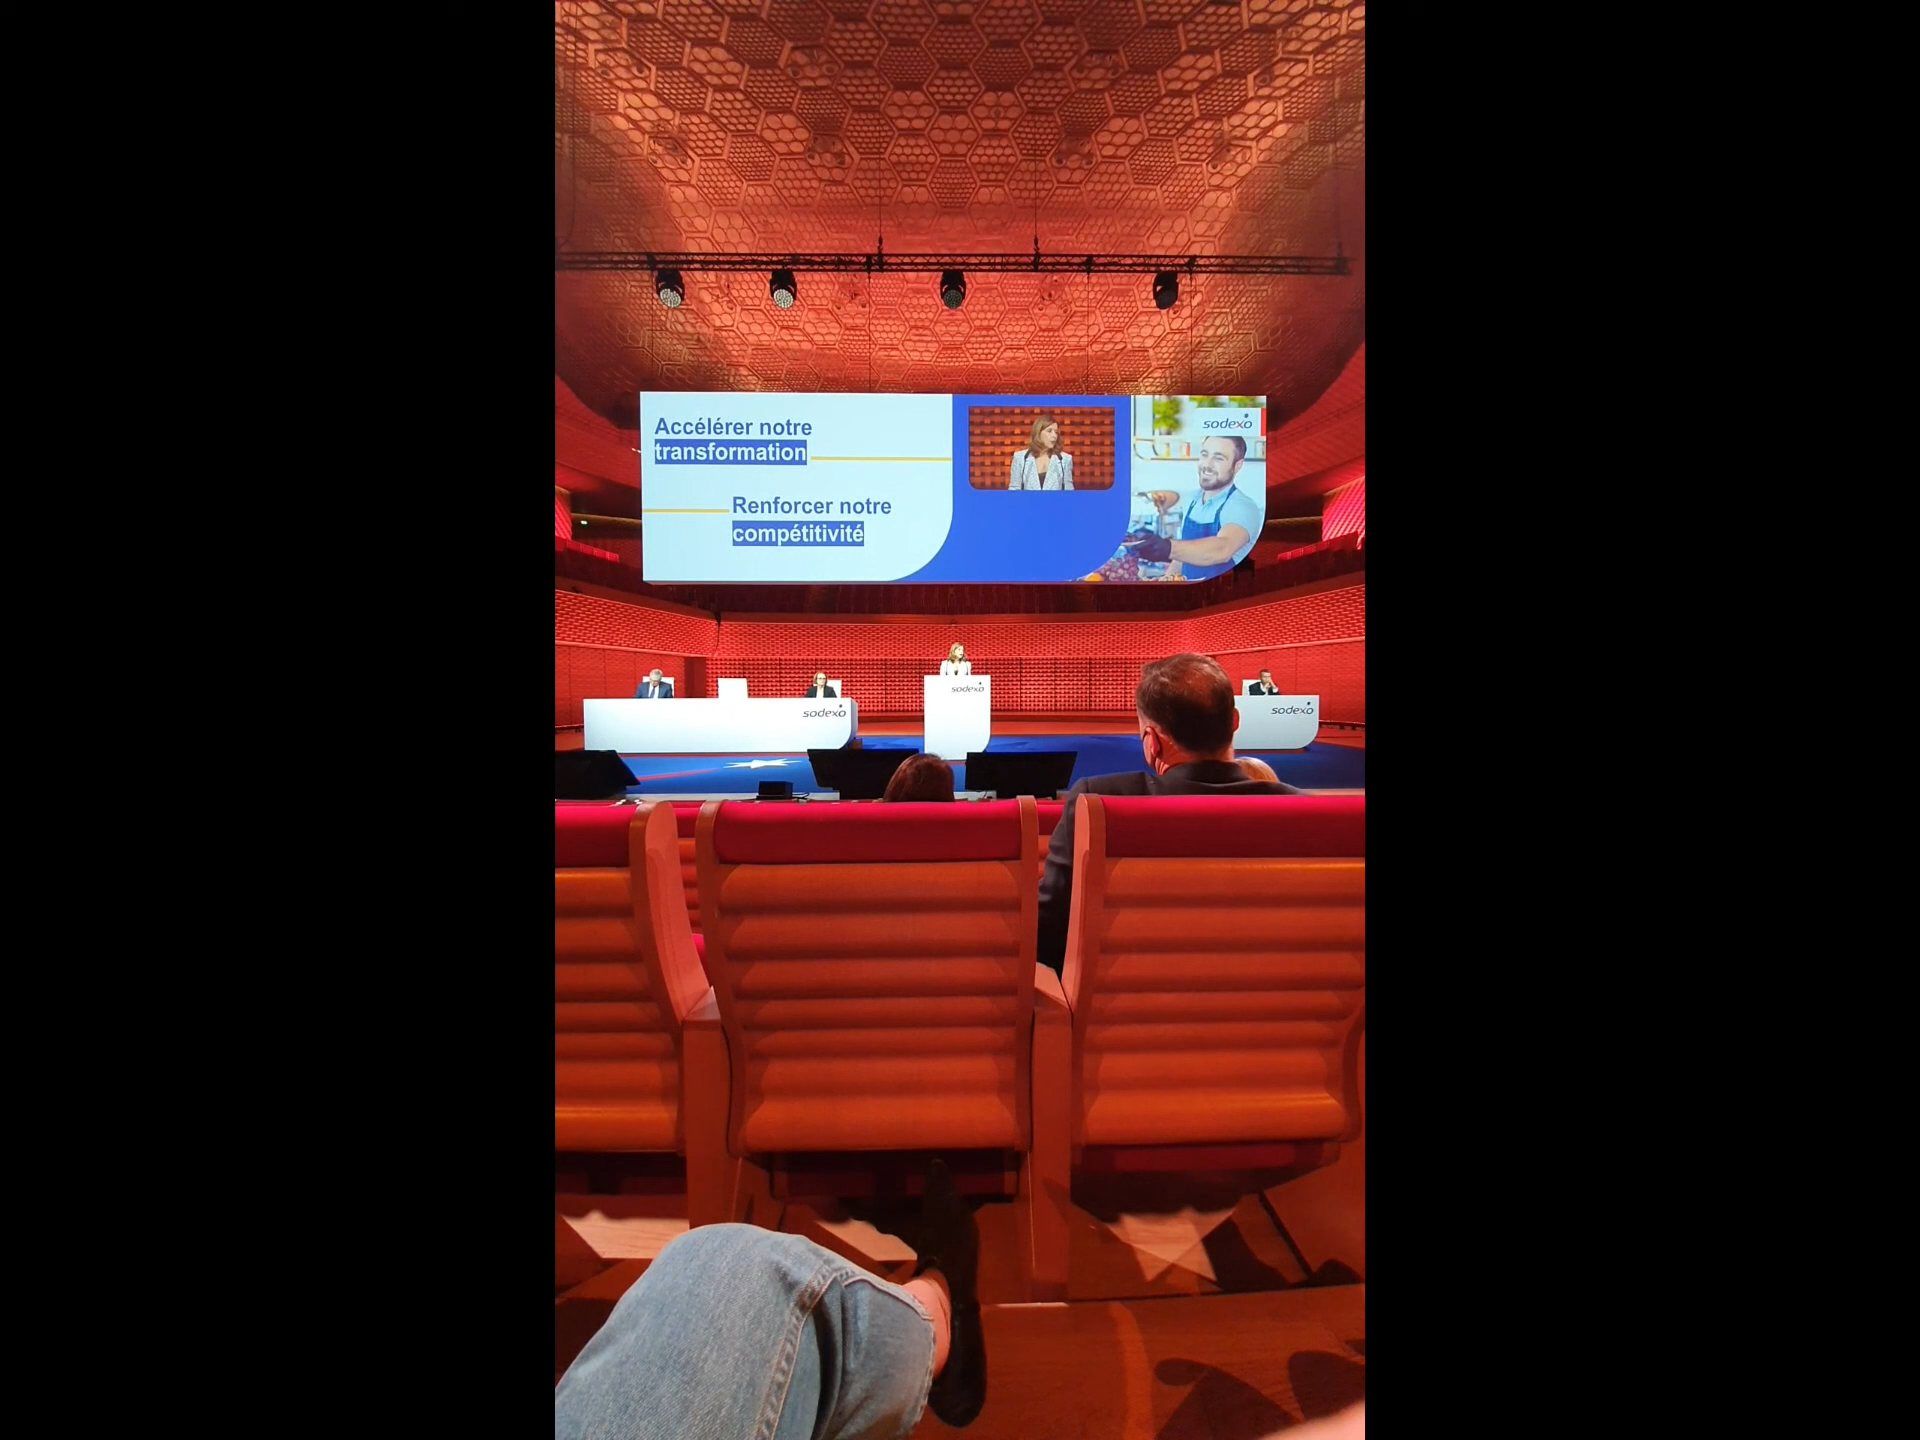 Accélérer notre
transformation
Renforcer notre
compétitivité
sodexo
sodexo
sodexo
sodexo